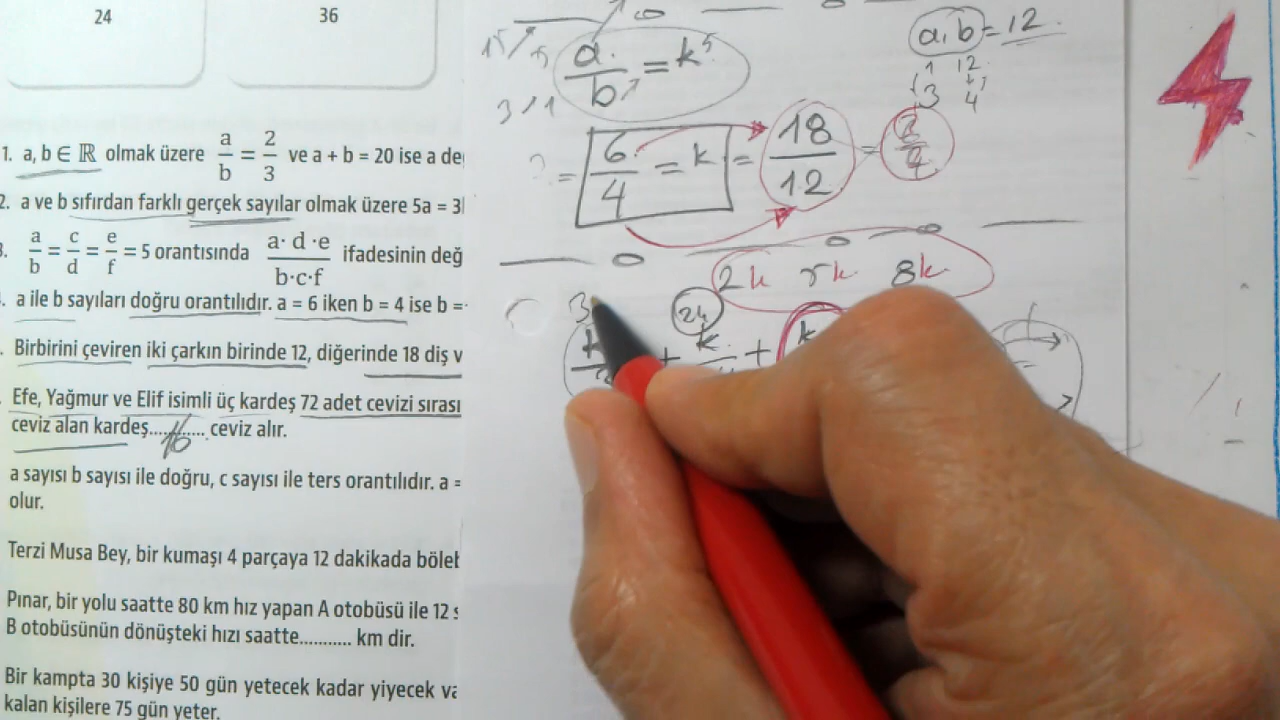 24
36
1. a, b ∈ ℝ olmak üzere a/b = 2/3 ve a + b = 20 ise a de
2. a ve b sıfırdan farklı gerçek sayılar olmak üzere 5a = 3
3. a/b = c/d = e/f = 5 orantısında a·d·e/b·c·f ifadesinin değ
. a ile b sayıları doğru orantılıdır. a = 6 iken b = 4 ise b =
. Birbirini çeviren iki çarkın birinde 12, diğerinde 18 diş v
. Efe, Yağmur ve Elif isimli üç kardeş 72 adet cevizi sırası
ceviz alan kardeş....16.... ceviz alır.
a sayısı b sayısı ile doğru, c sayısı ile ters orantılıdır. a =
olur.
Terzi Musa Bey, bir kumaşı 4 parçaya 12 dakikada böleb
Pınar, bir yolu saatte 80 km hız yapan A otobüsü ile 12 s
B otobüsünün dönüşteki hızı saatte........... km dir.
Bir kampta 30 kişiye 50 gün yetecek kadar yiyecek va
kalan kişilere 75 gün yeter.
a/b = k
a, b = 12
1 12
3 4
6/4 = k = 18/12 =
2k 8k
24
+ k + k